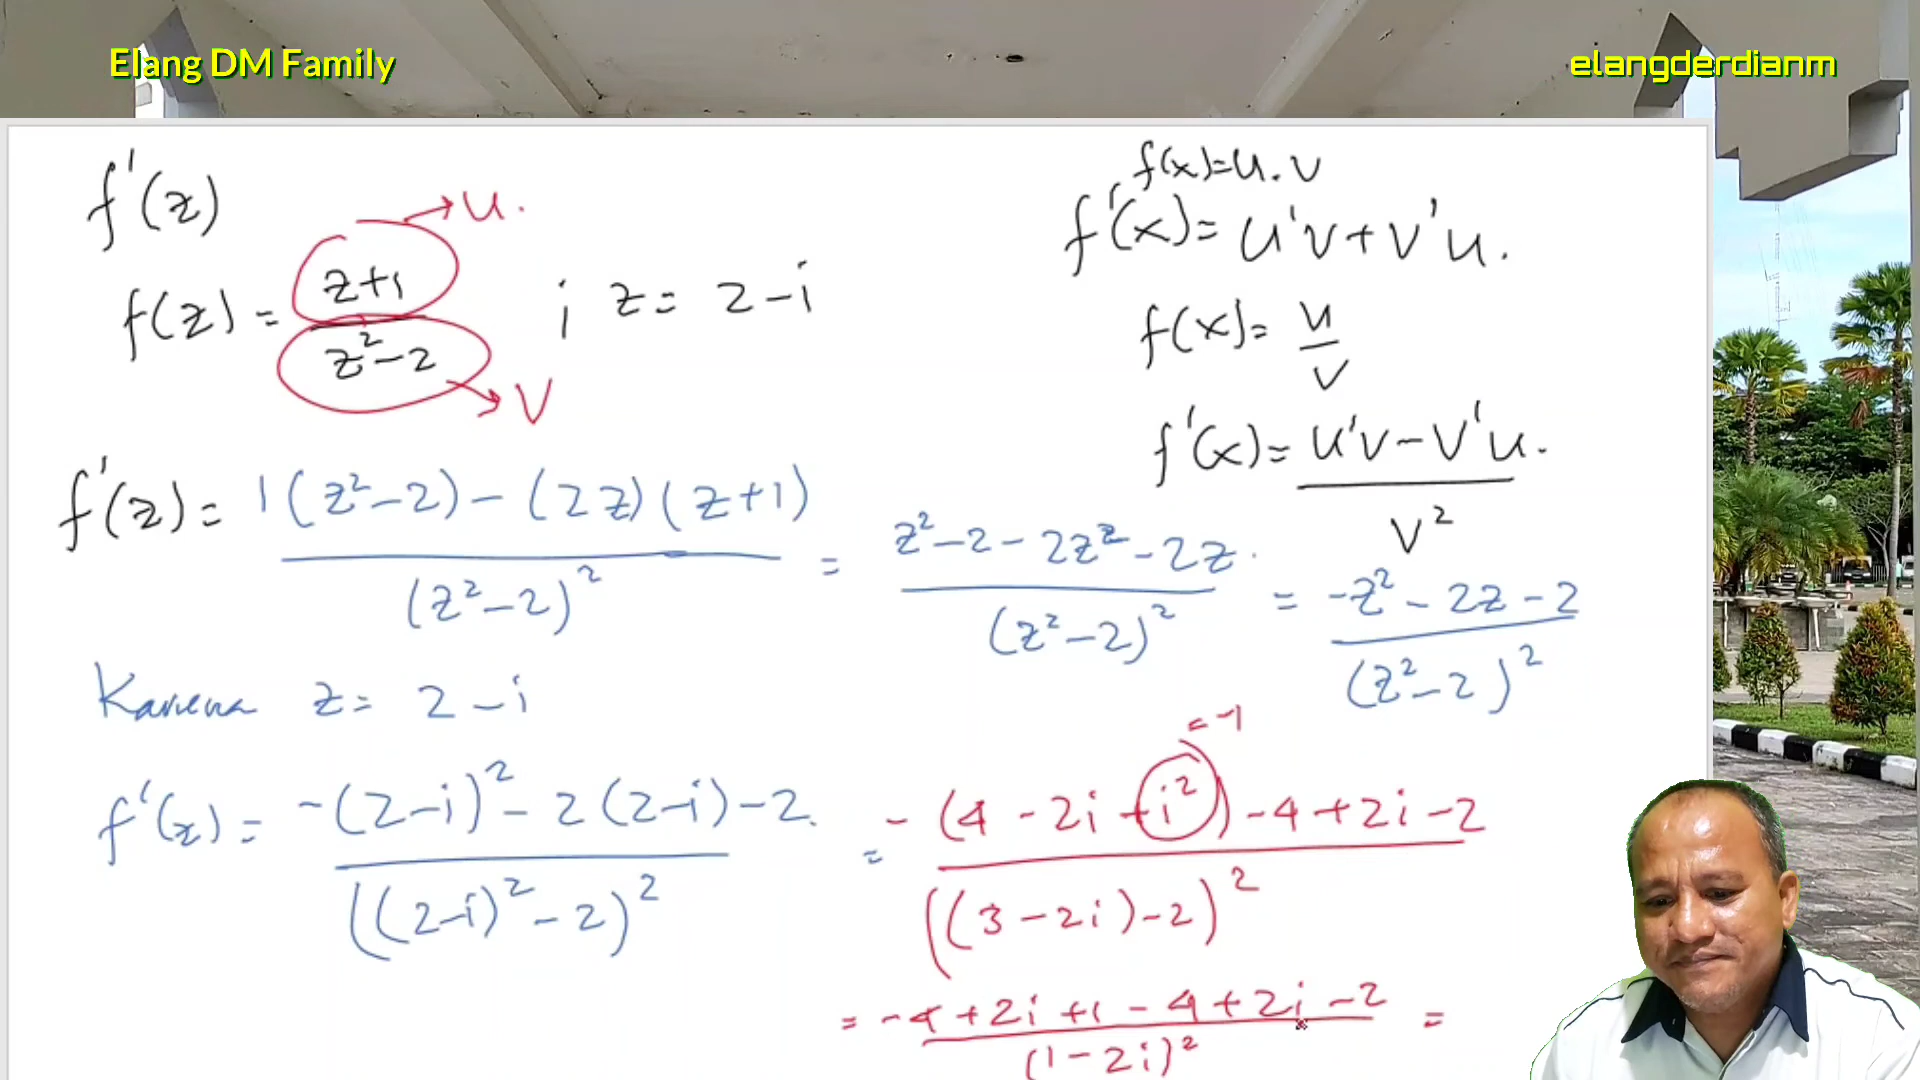 Elang DM Family
elangderdianm
f'(z)
f(z) = z+1 / z²-2 ; z = 2-i
→ u.
→ v
f(x)=u.v
f'(x)= u'v+v'u.
f(x)= u/v
f'(x)= u'v-v'u. / v²
f'(z)= 1(z²-2)-(2z)(z+1) / (z²-2)² = z²-2-2z²-2z. / (z²-2)² = -z²-2z-2 / (z²-2)²
Karena z= 2-i
f'(z)= -(2-i)²-2(2-i)-2. / ((2-i)²-2)² = -(4-2i+i²)-4+2i-2 / ((3-2i)-2)²
=-1
= -4+2i+1-4+2i-2 / (1-2i)² =